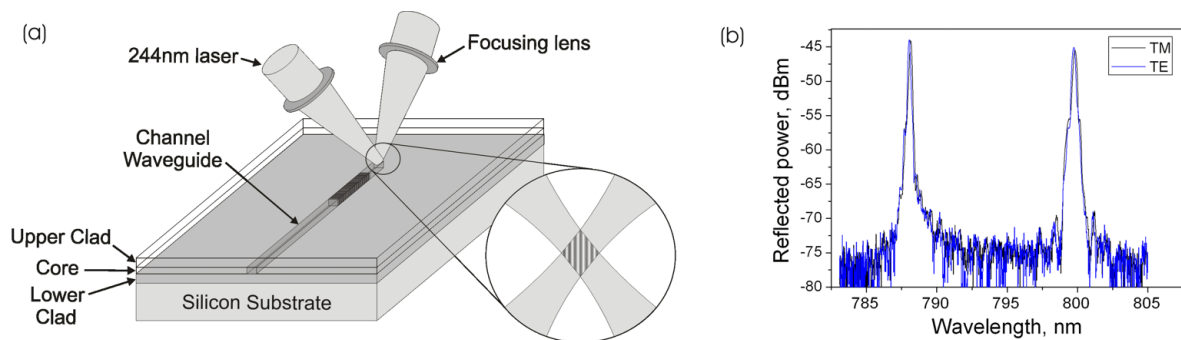 (a)
244nm laser
Focusing lens
Channel
Waveguide
Upper Clad
Core
Lower
Clad
Silicon Substrate
(b)
TM
TE
Reflected power, dBm
-45
-50
-55
-60
-65
-70
-75
-80
785 790 795 800 805
Wavelength, nm